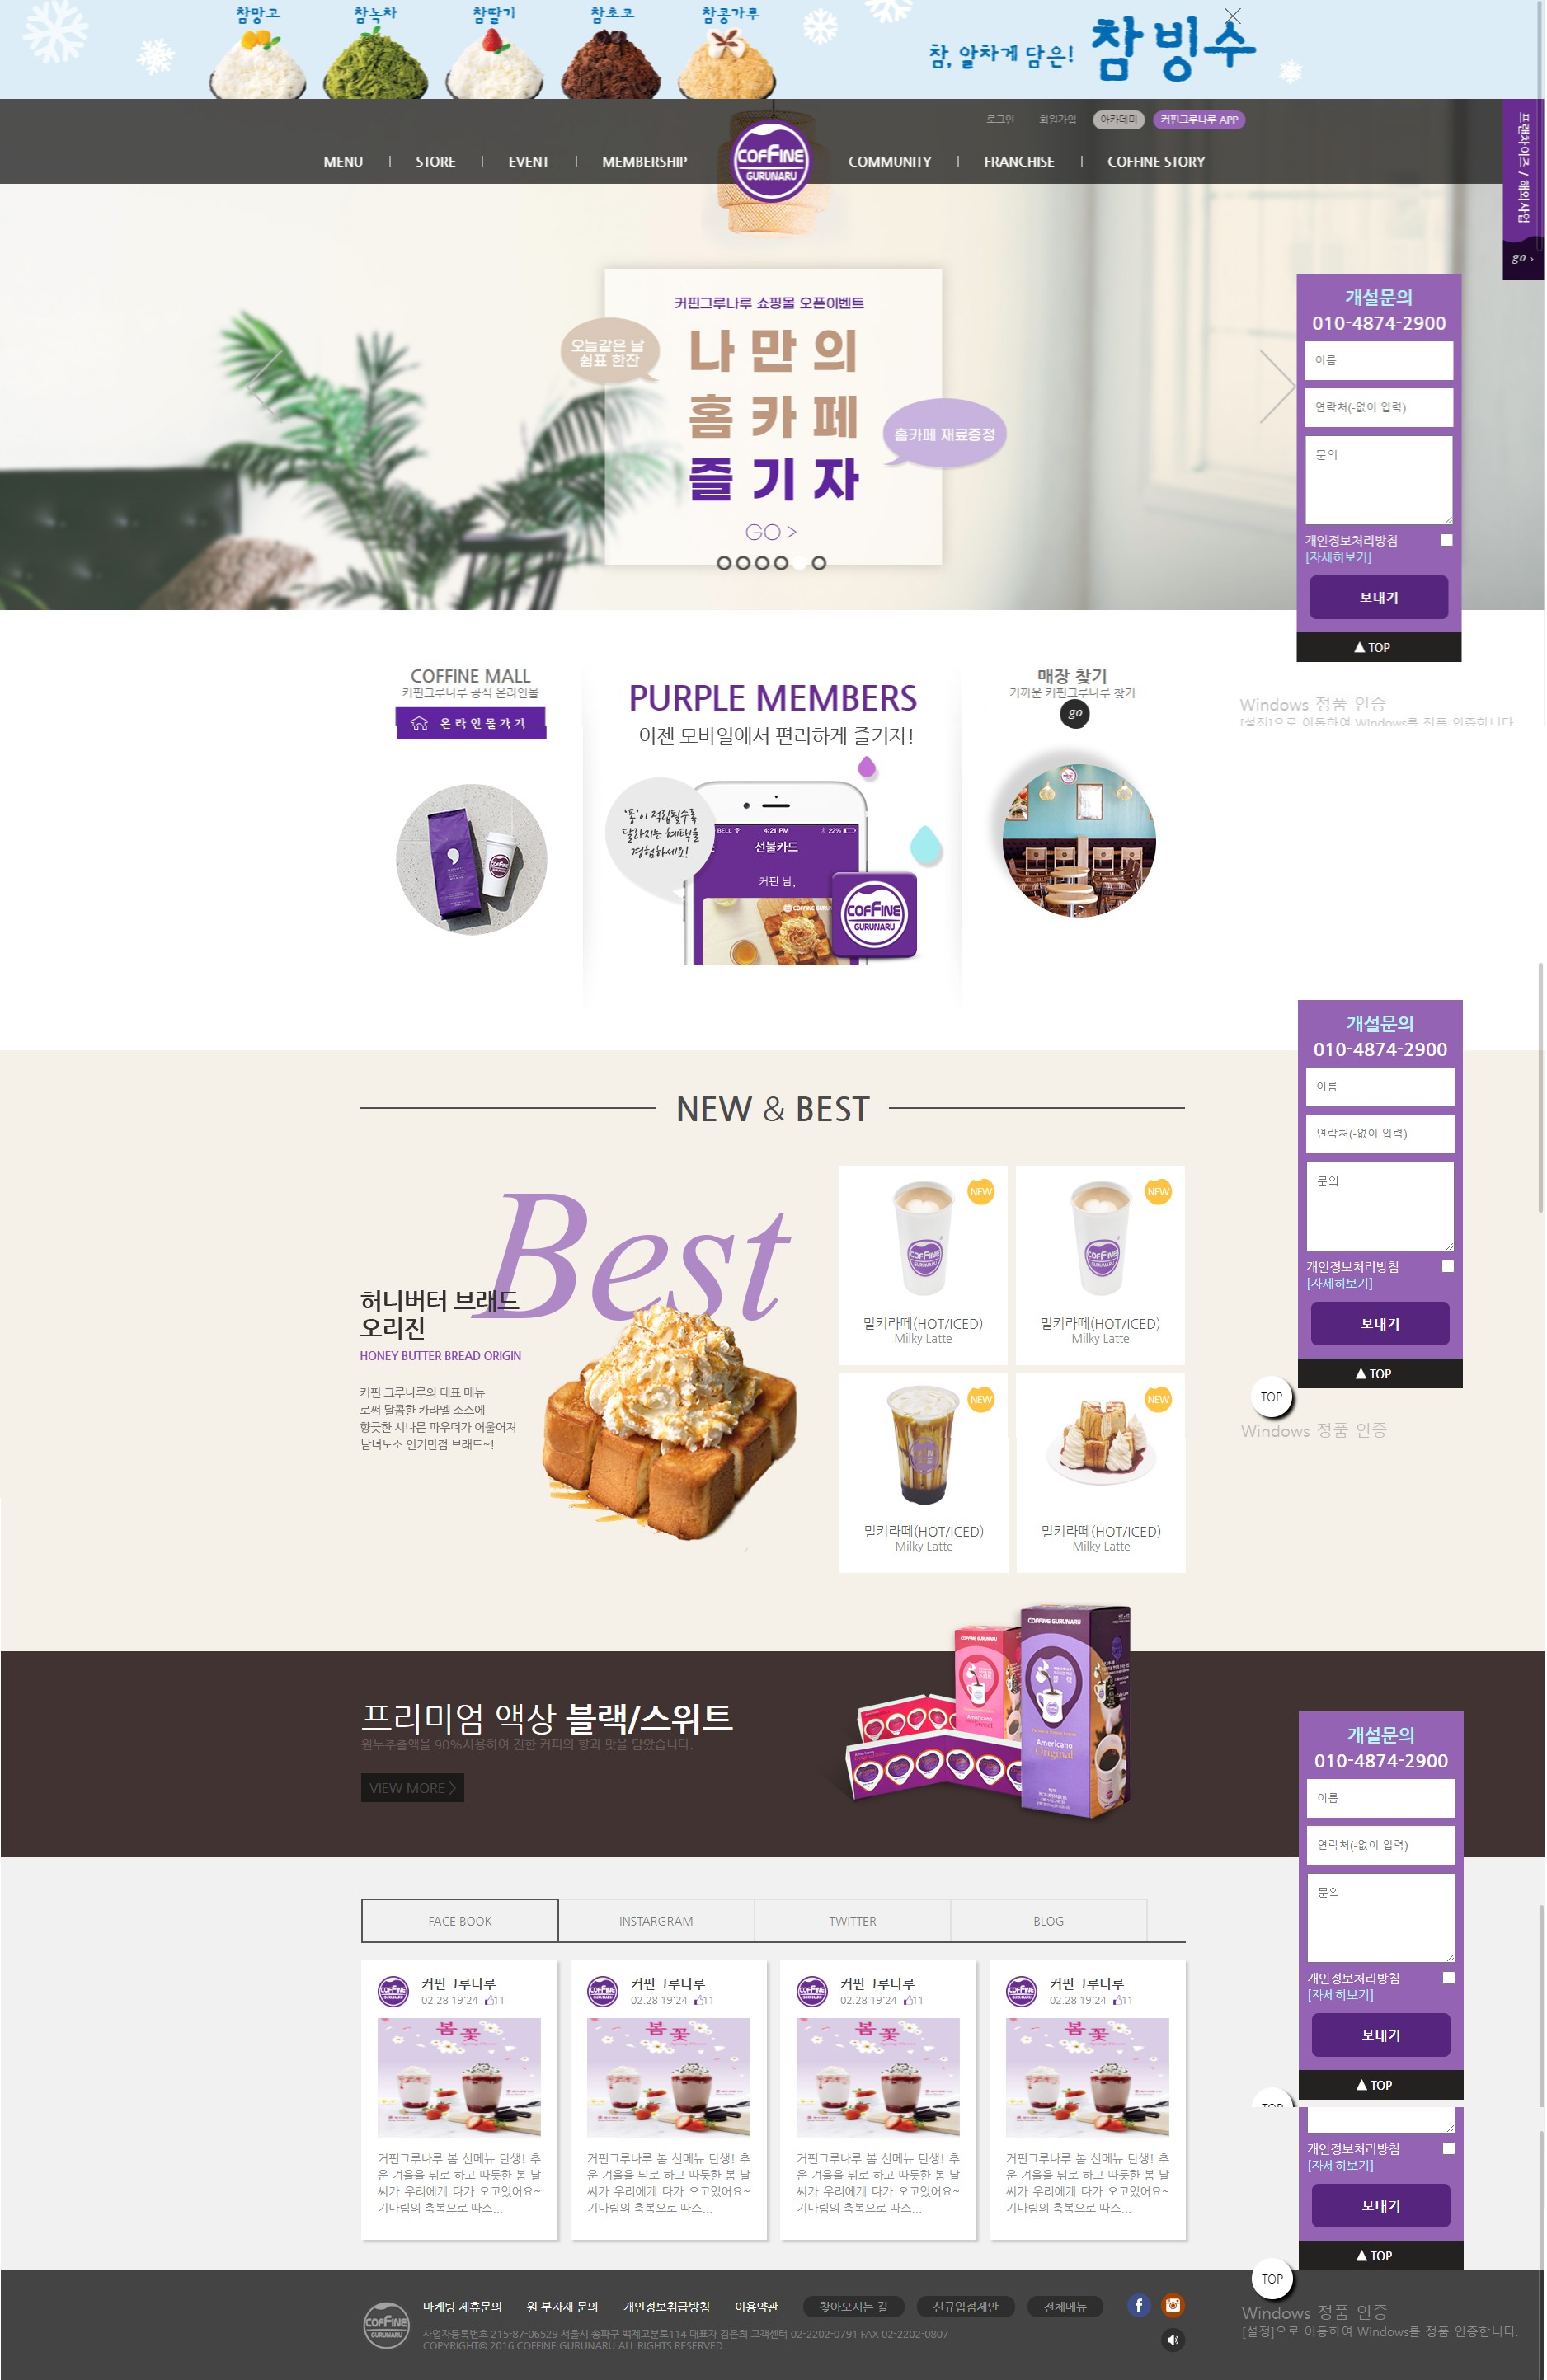 참망고
참녹차
참딸기
참초코
참콩가루
참, 알차게 담은!
참빙수
로그인
회원가입
아카데미
커핀그루나루 APP
MENU
STORE
EVENT
MEMBERSHIP
COFFINE
GURUNARU
COMMUNITY
FRANCHISE
COFFINE STORY
프랜차이즈 / 해외사업
go >
커핀그루나루 쇼핑몰 오픈이벤트
오늘같은 날
쉼표 한잔
나만의
홈카페
즐기자
홈카페 재료증정
GO >
개설문의
010-4874-2900
이름
연락처(-없이 입력)
문의
개인정보처리방침
[자세히보기]
보내기
▲ TOP
Windows 정품 인증
[설정]으로 이동하여 Windows를 정품 인증합니다
COFFINE MALL
커핀그루나루 공식 온라인몰
온라인몰가기
PURPLE MEMBERS
이젠 모바일에서 편리하게 즐기자!
'퐁'이 적립될수록
달라지는 혜택을
경험하세요!
BELL
4:21 PM
22%
선불카드
커핀 님,
COFFINE
GURUNARU
매장 찾기
가까운 커핀그루나루 찾기
go
개설문의
010-4874-2900
이름
연락처(-없이 입력)
문의
개인정보처리방침
[자세히보기]
보내기
▲ TOP
TOP
Windows 정품 인증
NEW & BEST
Best
허니버터 브래드
오리진
HONEY BUTTER BREAD ORIGIN
커핀 그루나루의 대표 메뉴
로써 달콤한 카라멜 소스에
향긋한 시나몬 파우더가 어울어져
남녀노소 인기만점 브래드~!
NEW
밀키라떼(HOT/ICED)
Milky Latte
NEW
밀키라떼(HOT/ICED)
Milky Latte
NEW
밀키라떼(HOT/ICED)
Milky Latte
NEW
밀키라떼(HOT/ICED)
Milky Latte
프리미엄 액상 블랙/스위트
원두추출액을 90%사용하여 진한 커피의 향과 맛을 담았습니다.
VIEW MORE >
COFFINE GURUNARU
COFFINE GURUNARU
블랙
Americano
Original
개설문의
010-4874-2900
이름
연락처(-없이 입력)
문의
개인정보처리방침
[자세히보기]
보내기
▲ TOP
FACE BOOK
INSTARGRAM
TWITTER
BLOG
커핀그루나루
02.28 19:24 11
봄꽃
커핀그루나루 봄 신메뉴 탄생! 추
운 겨울을 뒤로 하고 따듯한 봄 날
씨가 우리에게 다가 오고있어요~
기다림의 축복으로 따스...
커핀그루나루
02.28 19:24 11
봄꽃
커핀그루나루 봄 신메뉴 탄생! 추
운 겨울을 뒤로 하고 따듯한 봄 날
씨가 우리에게 다가 오고있어요~
기다림의 축복으로 따스...
커핀그루나루
02.28 19:24 11
봄꽃
커핀그루나루 봄 신메뉴 탄생! 추
운 겨울을 뒤로 하고 따듯한 봄 날
씨가 우리에게 다가 오고있어요~
기다림의 축복으로 따스...
커핀그루나루
02.28 19:24 11
봄꽃
커핀그루나루 봄 신메뉴 탄생! 추
운 겨울을 뒤로 하고 따듯한 봄 날
씨가 우리에게 다가 오고있어요~
기다림의 축복으로 따스...
TOP
개인정보처리방침
[자세히보기]
보내기
▲ TOP
TOP
COFFINE
GURUNARU
마케팅 제휴문의
원·부자재 문의
개인정보취급방침
이용약관
찾아오시는 길
신규입점제안
전체메뉴
사업자등록번호 215-87-06529 서울시 송파구 백제고분로114 대표자 김은희 고객센터 02-2202-0791 FAX 02-2202-0807
COPYRIGHT© 2016 COFFINE GURUNARU ALL RIGHTS RESERVED.
Windows 정품 인증
[설정]으로 이동하여 Windows를 정품 인증합니다.